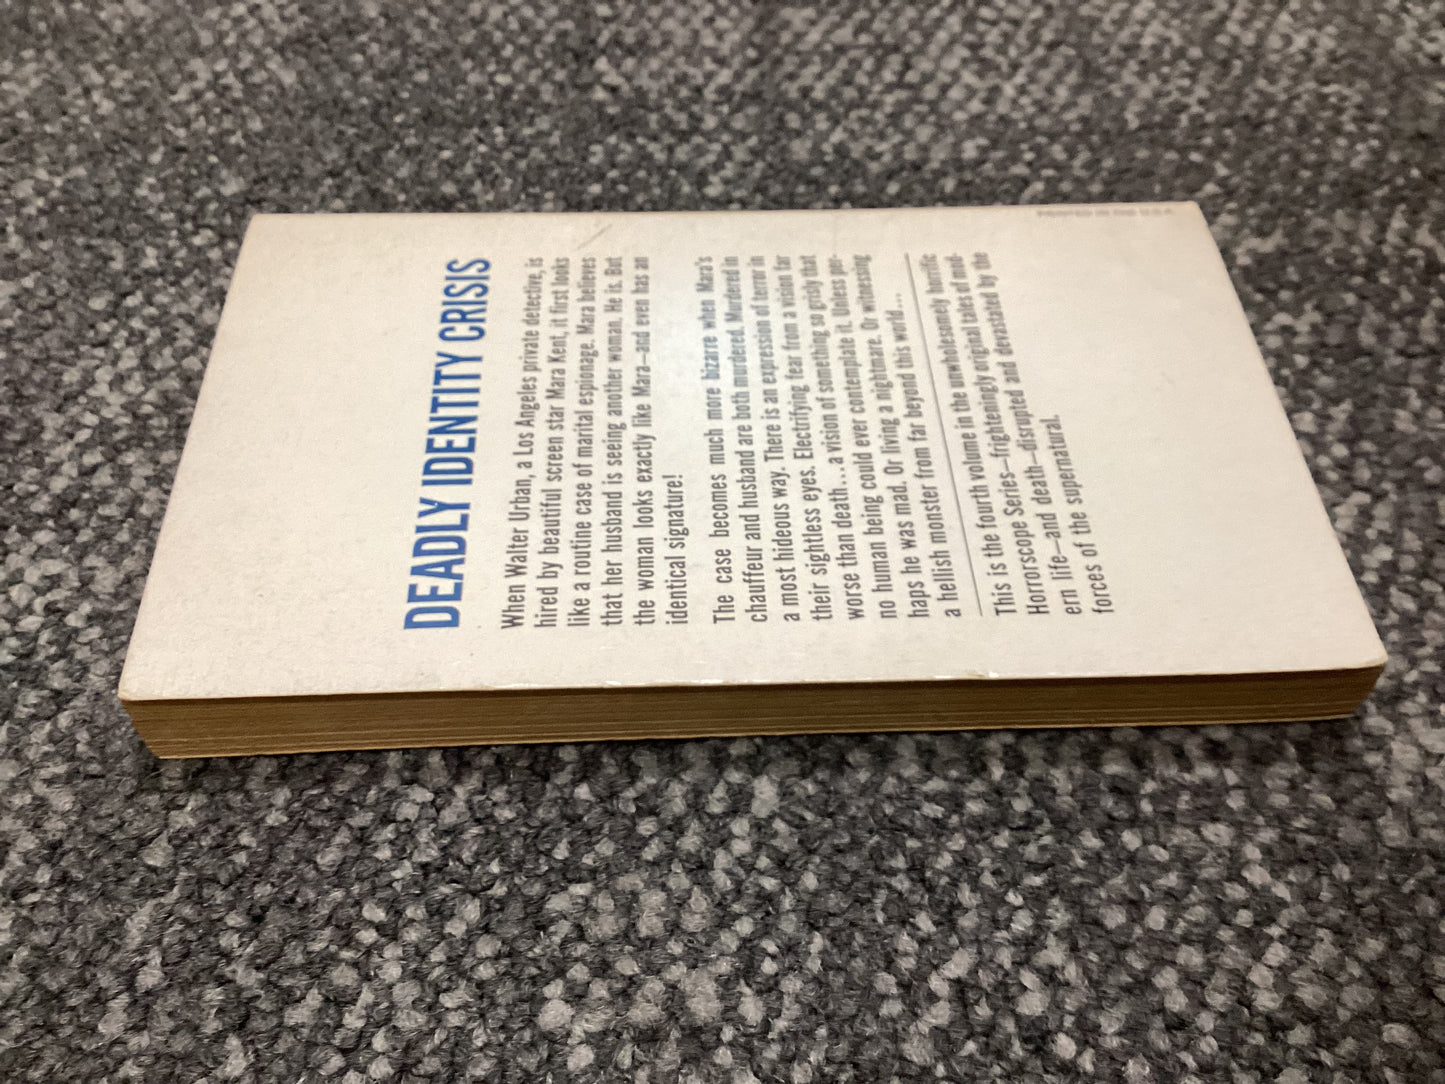 DEADLY IDENTITY CRISIS
When Walter Urban, a Los Angeles private detective, is
hired by beautiful screen star Mara Kent, it first looks
like a routine case of marital espionage. Mara believes
that her husband is seeing another woman. He is. But
the woman looks exactly like Mara—and even has an
identical signature!
The case becomes much more bizarre when Mara's
chauffeur and husband are both murdered. Murdered in
a most hideous way. There is an expression of terror in
their sightless eyes. Electrifying fear from a vision far
worse than death...a vision of something so grisly that
no human being could ever contemplate it. Unless per-
haps he was mad. Or living a nightmare. Or witnessing
a hellish monster from far beyond this world...
This is the fourth volume in the unwholesomely horrific
Horrorscope Series—frighteningly original tales of mod-
ern life—and death—disrupted and devastated by the
forces of the supernatural.
PRINTED IN THE U.S.A.